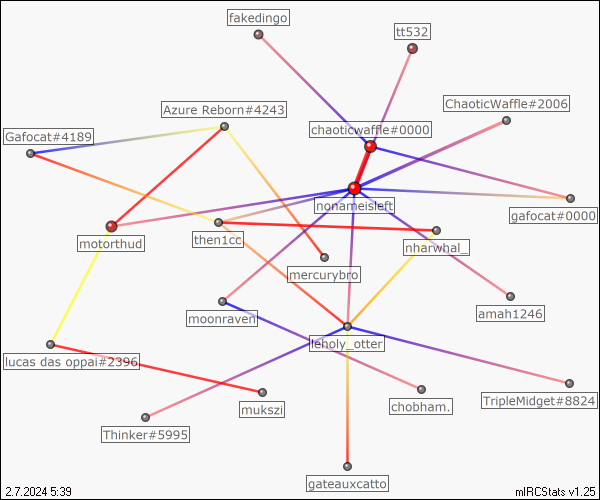 fakedingo
tt532
ChaoticWaffle#2006
Azure Reborn#4243
chaoticwaffle#0000
Gafocat#4189
nonameisleft
gafocat#0000
motorthud
then1cc
nharwhal_
mercurybro
amah1246
moonraven
leholy_otter
lucas das oppai#2396
TripleMidget#8824
chobham.
mukszi
Thinker#5995
gateauxcatto
2.7.2024 5:39
mIRCStats v1.25